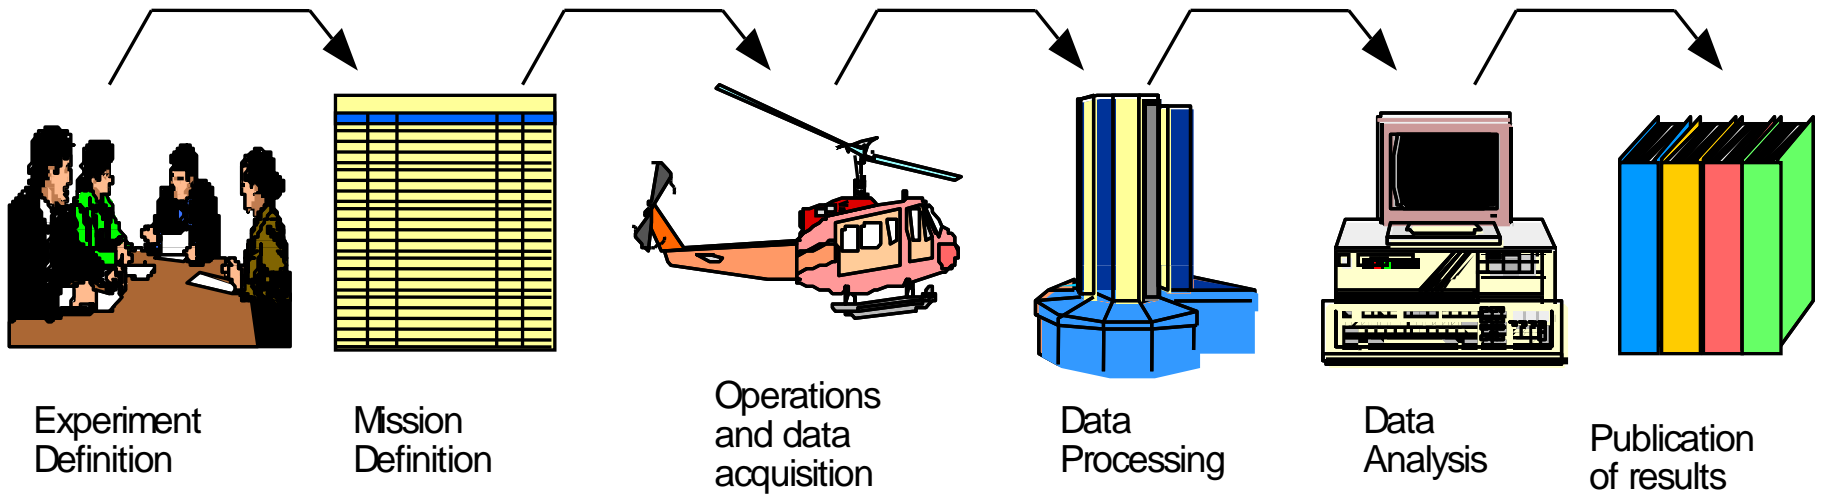 Experiment
Definition
Mission
Definition
Operations
and data
acquisition
Data
Processing
Data
Analysis
Publication
of results